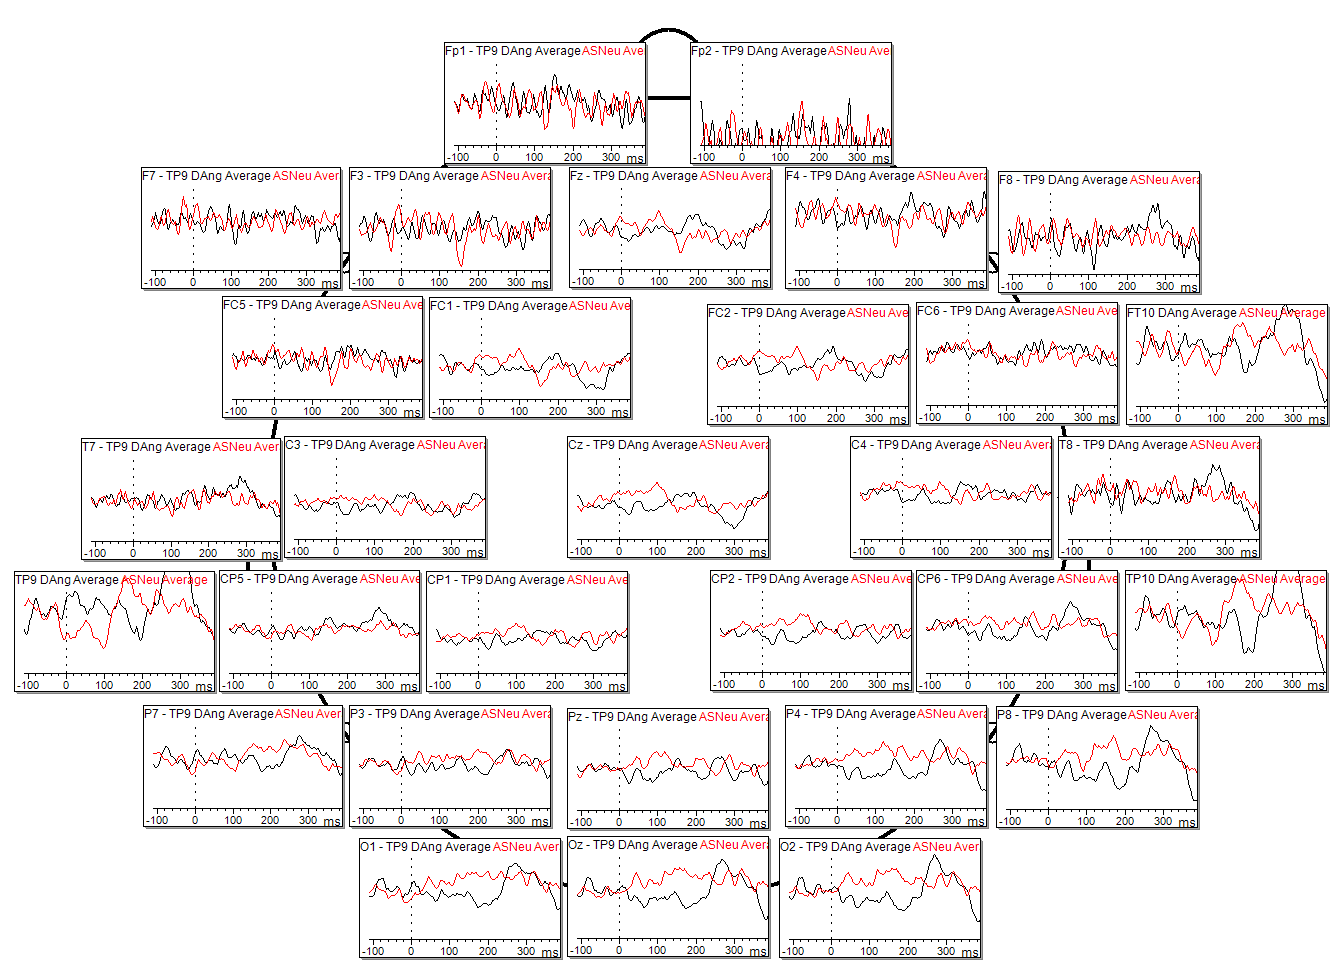 Fp1 - TP9 DAng Average ASNeu Ave
-100 0 100 200 300 ms
Fp2 - TP9 DAng Average ASNeu Ave
-100 0 100 200 300 ms
F7 - TP9 DAng Average ASNeu Aver
-100 0 100 200 300 ms
F3 - TP9 DAng Average ASNeu Avera
-100 0 100 200 300 ms
Fz - TP9 DAng Average ASNeu Avera
-100 0 100 200 300 ms
F4 - TP9 DAng Average ASNeu Avera
-100 0 100 200 300 ms
F8 - TP9 DAng Average ASNeu Avera
-100 0 100 200 300 ms
FC5 - TP9 DAng Average ASNeu Ave
-100 0 100 200 300 ms
FC1 - TP9 DAng Average ASNeu Ave
-100 0 100 200 300 ms
FC2 - TP9 DAng Average ASNeu Ave
-100 0 100 200 300 ms
FC6 - TP9 DAng Average ASNeu Ave
-100 0 100 200 300 ms
FT10 DAng Average ASNeu Average
-100 0 100 200 300 ms
T7 - TP9 DAng Average ASNeu Aver
-100 0 100 200 300 ms
C3 - TP9 DAng Average ASNeu Aver
-100 0 100 200 300 ms
Cz - TP9 DAng Average ASNeu Aver
-100 0 100 200 300 ms
C4 - TP9 DAng Average ASNeu Aver
-100 0 100 200 300 ms
T8 - TP9 DAng Average ASNeu Aver
-100 0 100 200 300 ms
TP9 DAng Average ASNeu Average
-100 0 100 200 300 ms
CP5 - TP9 DAng Average ASNeu Ave
-100 0 100 200 300 ms
CP1 - TP9 DAng Average ASNeu Ave
-100 0 100 200 300 ms
CP2 - TP9 DAng Average ASNeu Ave
-100 0 100 200 300 ms
CP6 - TP9 DAng Average ASNeu Ave
-100 0 100 200 300 ms
TP10 DAng Average ASNeu Average
-100 0 100 200 300 ms
P7 - TP9 DAng Average ASNeu Aver
-100 0 100 200 300 ms
P3 - TP9 DAng Average ASNeu Avera
-100 0 100 200 300 ms
Pz - TP9 DAng Average ASNeu Avera
-100 0 100 200 300 ms
P4 - TP9 DAng Average ASNeu Avera
-100 0 100 200 300 ms
P8 - TP9 DAng Average ASNeu Avera
-100 0 100 200 300 ms
O1 - TP9 DAng Average ASNeu Aver
-100 0 100 200 300 ms
Oz - TP9 DAng Average ASNeu Aver
-100 0 100 200 300 ms
O2 - TP9 DAng Average ASNeu Aver
-100 0 100 200 300 ms